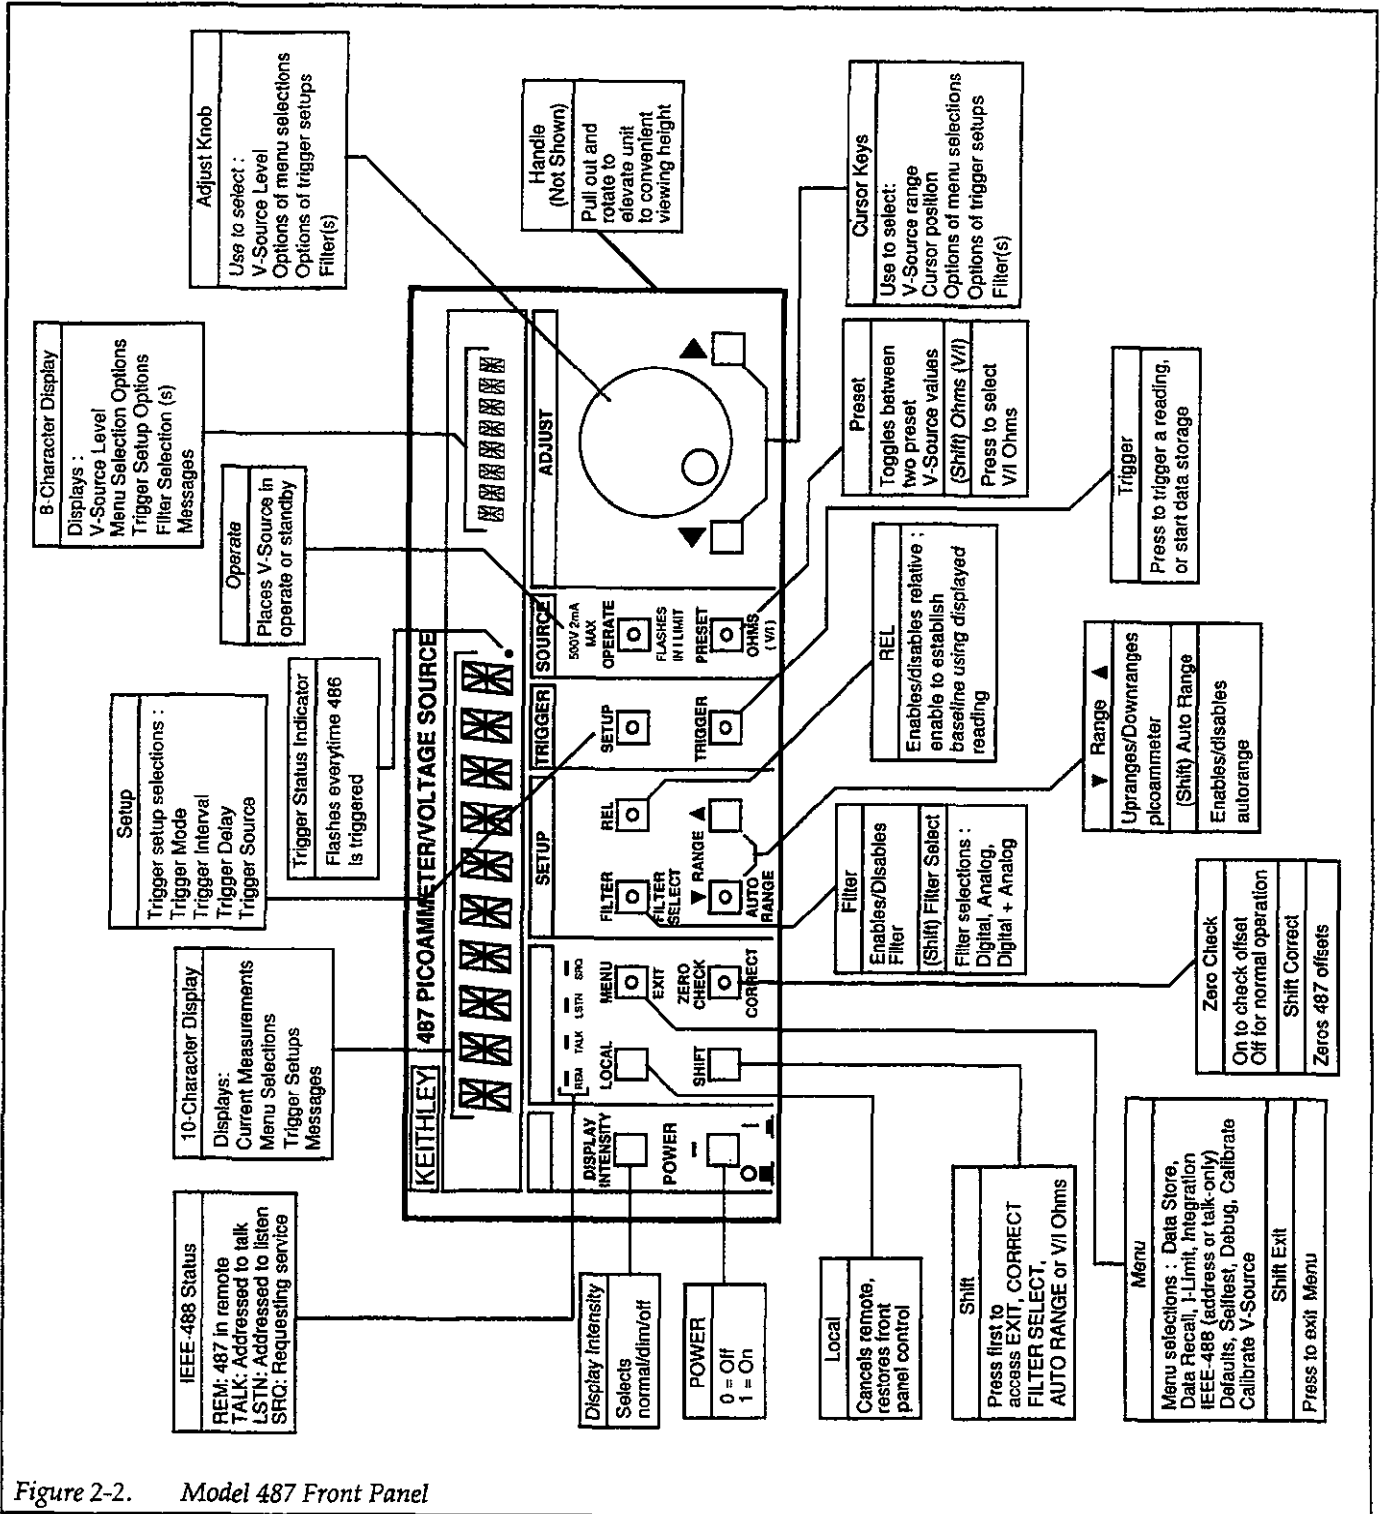 IEEE-488 Status
REM: 487 in remote
TALK: Addressed to talk
LSTN: Addressed to listen
SRQ: Requesting service
10-Character Display
Displays:
Current Measurements
Menu Selections
Trigger Setups
Messages
Setup
Trigger setup selections :
Trigger Mode
Trigger Interval
Trigger Delay
Trigger Source
Trigger Status Indicator
Flashes everytime 486
is triggered
Operate
Places V-Source in
operate or standby
8-Character Display
Displays :
V-Source Level
Menu Selection Options
Trigger Setup Options
Filter Selection (s)
Messages
Adjust Knob
Use to select :
V-Source Level
Options of menu selections
Options of trigger setups
Filter(s)
Handle
(Not Shown)
Pull out and
rotate to
elevate unit
to convenient
viewing height
KEITHLEY 487 PICOAMMETER/VOLTAGE SOURCE
DISPLAY
INTENSITY
POWER
REM TALK LSTN SRQ
LOCAL
MENU
EXIT
SHIFT
ZERO
CHECK
CORRECT
SETUP
FILTER
REL
FILTER
SELECT
▼ RANGE ▲
AUTO
RANGE
TRIGGER
SETUP
TRIGGER
SOURCE
500V 2mA
MAX
OPERATE
FLASHES
IN I LIMIT
PRESET
OHMS
(V/I)
ADJUST
Display Intensity
Selects
normal/dim/off
POWER
0 = Off
1 = On
Local
Cancels remote,
restores front
panel control
Shift
Press first to
access EXIT, CORRECT
FILTER SELECT,
AUTO RANGE or V/I Ohms
Menu
Menu selections : Data Store,
Data Recall, I-Limit, Integration
IEEE-488 (address or talk-only)
Defaults, Selftest, Debug, Calibrate
Calibrate V-Source
Shift Exit
Press to exit Menu
Zero Check
On to check offset
Off for normal operation
Shift Correct
Zeros 487 offsets
Filter
Enables/Disables
Filter
(Shift) Filter Select
Filter selections :
Digital, Analog,
Digital + Analog
▼ Range ▲
Upranges/Downranges
picoammeter
(Shift) Auto Range
Enables/disables
autorange
REL
Enables/disables relative ;
enable to establish
baseline using displayed
reading
Trigger
Press to trigger a reading,
or start data storage
Preset
Toggles between
two preset
V-Source values
(Shift) Ohms (V/I)
Press to select
V/I Ohms
Cursor Keys
Use to select:
V-Source range
Cursor position
Options of menu selections
Options of trigger setups
Filter(s)
Figure 2-2. Model 487 Front Panel